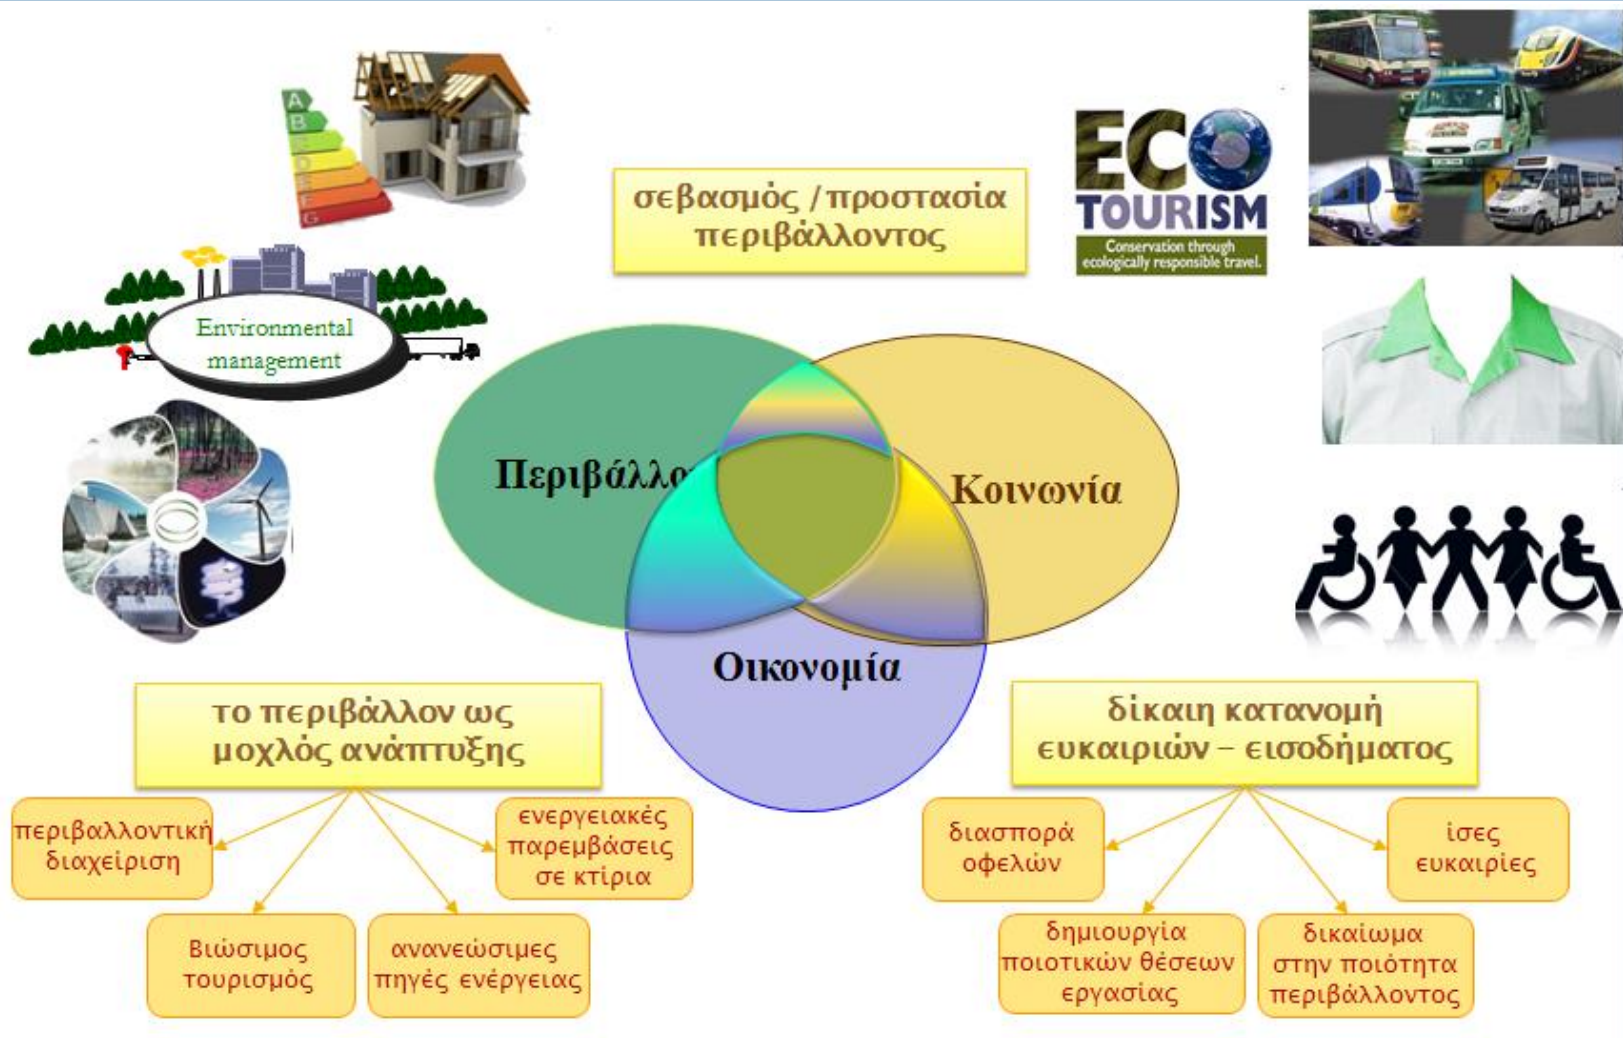 A
B
C
D
E
F
G
σεβασμός / προστασία
περιβάλλοντος
ECO
TOURISM
Conservation through
ecologically responsible travel.
Environmental
management
Περιβάλλο
Κοινωνία
Οικονομία
το περιβάλλον ως
μοχλός ανάπτυξης
περιβαλλοντική
διαχείριση
Βιώσιμος
τουρισμός
ανανεώσιμες
πηγές ενέργειας
ενεργειακές
παρεμβάσεις
σε κτίρια
δίκαιη κατανομή
ευκαιριών – εισοδήματος
διασπορά
οφελών
δημιουργία
ποιοτικών θέσεων
εργασίας
δικαίωμα
στην ποιότητα
περιβάλλοντος
ίσες
ευκαιρίες